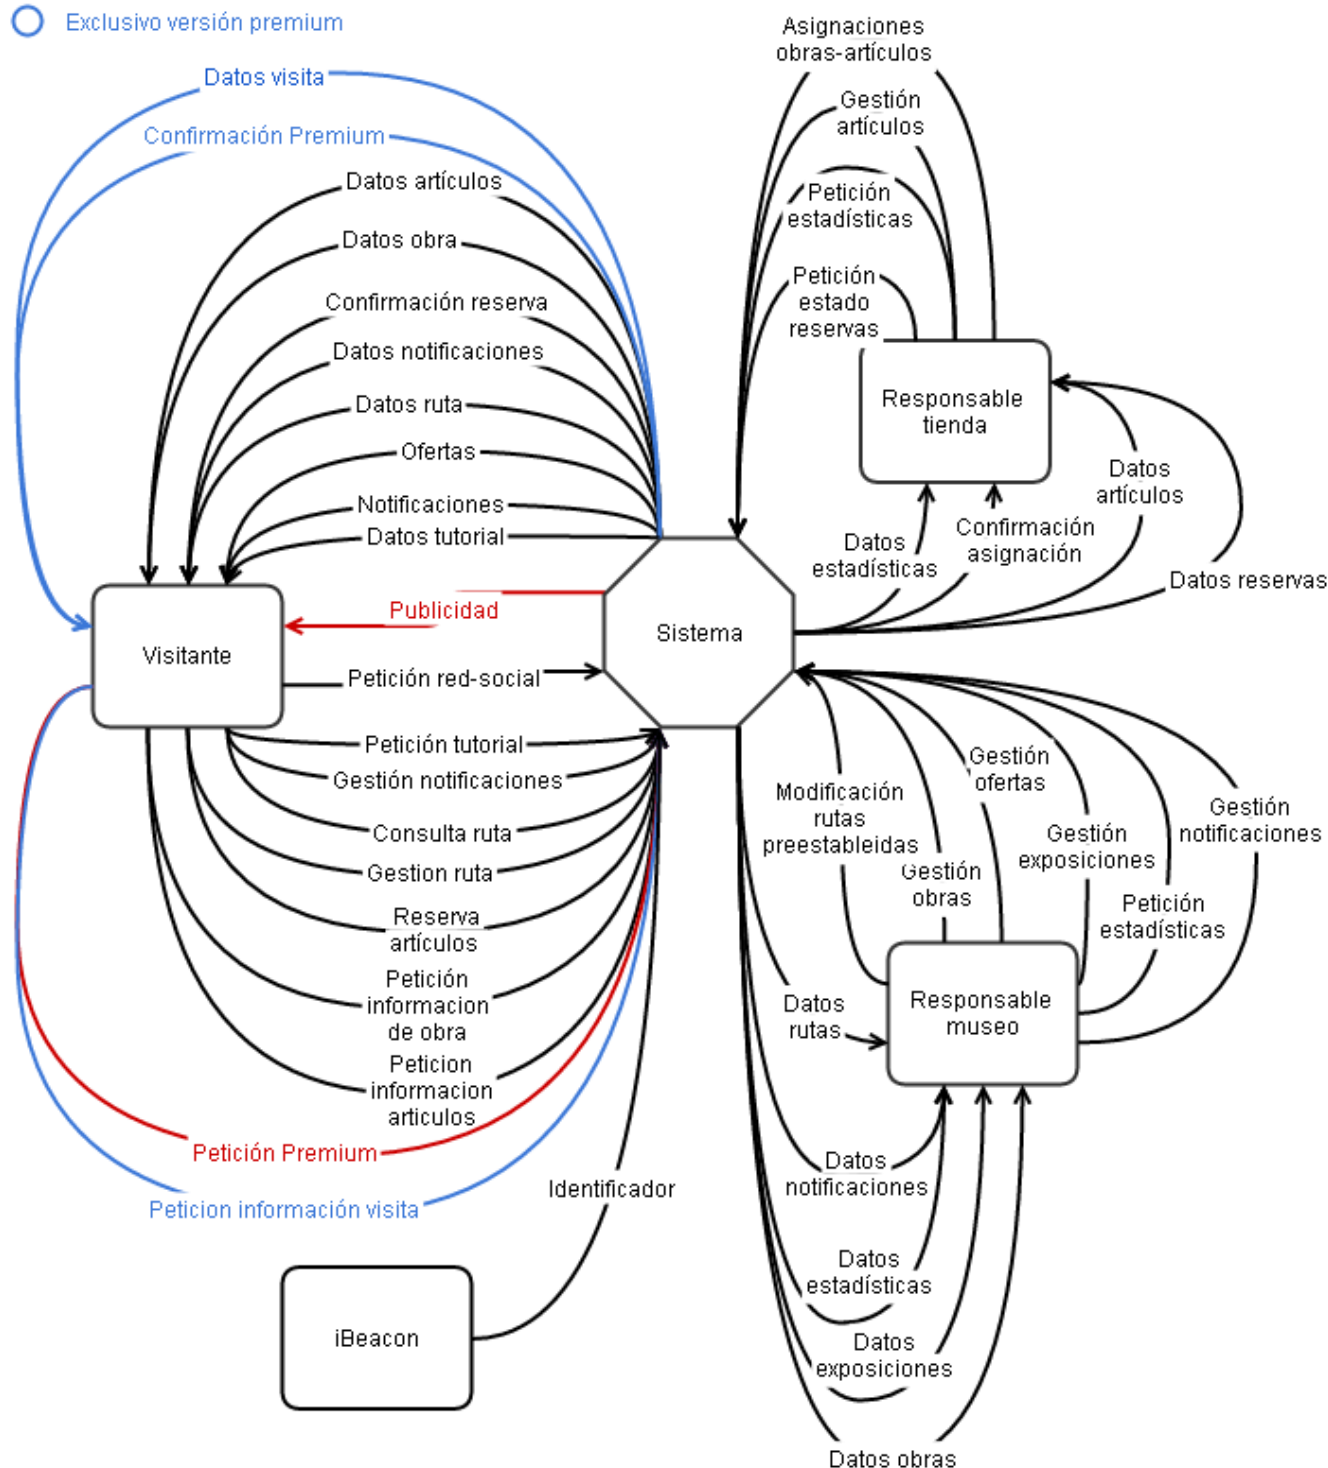 Exclusivo versión premium
Datos visita
Confirmación Premium
Datos artículos
Datos obra
Confirmación reserva
Datos notificaciones
Datos ruta
Ofertas
Notificaciones
Datos tutorial
Publicidad
Visitante
Sistema
Petición red-social
Petición tutorial
Gestión notificaciones
Consulta ruta
Gestion ruta
Reserva
artículos
Petición
informacion
de obra
Peticion
informacion
articulos
Petición Premium
Peticion información visita
Identificador
iBeacon
Asignaciones
obras-artículos
Gestión
artículos
Petición
estadísticas
Petición
estado
reservas
Responsable
tienda
Datos
artículos
Confirmación
asignación
Datos
estadísticas
Datos reservas
Modificación
rutas
preestableidas
Gestión
ofertas
Gestión
obras
Gestión
exposiciones
Gestión
notificaciones
Petición
estadísticas
Responsable
museo
Datos
rutas
Datos
notificaciones
Datos
estadísticas
Datos
exposiciones
Datos obras